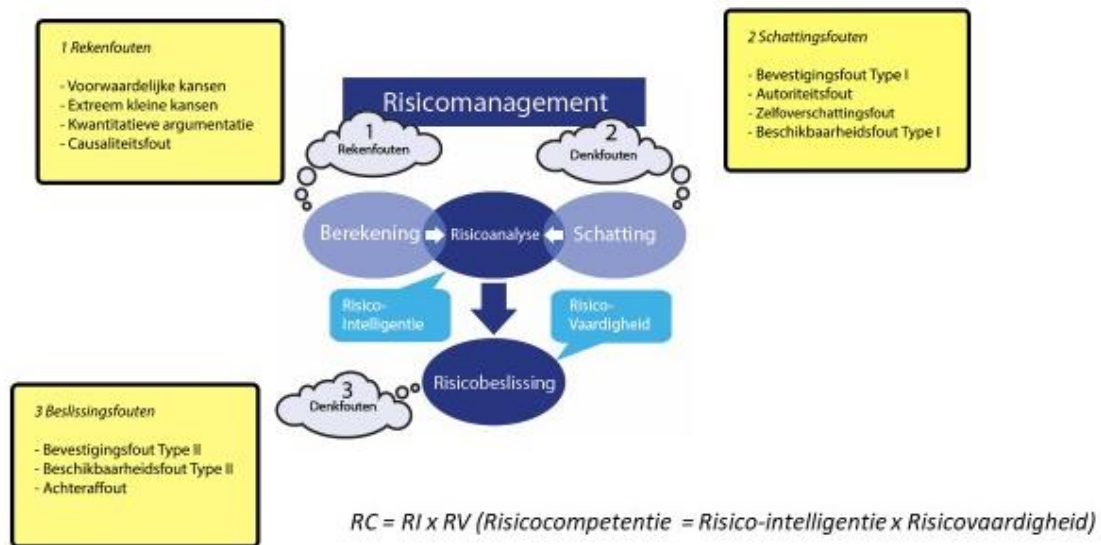 1 Rekenfouten
- Voorwaardelijke kansen
- Extreem kleine kansen
- Kwantitatieve argumentatie
- Causaliteitsfout
2 Schattingsfouten
- Bevestigingsfout Type I
- Autoriteitsfout
- Zelfoverschattingsfout
- Beschikbaarheidsfout Type I
Risicomanagement
1
Rekenfouten
2
Denkfouten
Berekening
Risicoanalyse
Schatting
Risico-
Intelligentie
Risico-
Vaardigheid
Risicobeslissing
3
Denkfouten
3 Beslissingsfouten
- Bevestigingsfout Type II
- Beschikbaarheidsfout Type II
- Achteraffout
RC = RI x RV (Risicocompetentie = Risico-intelligentie x Risicovaardigheid)